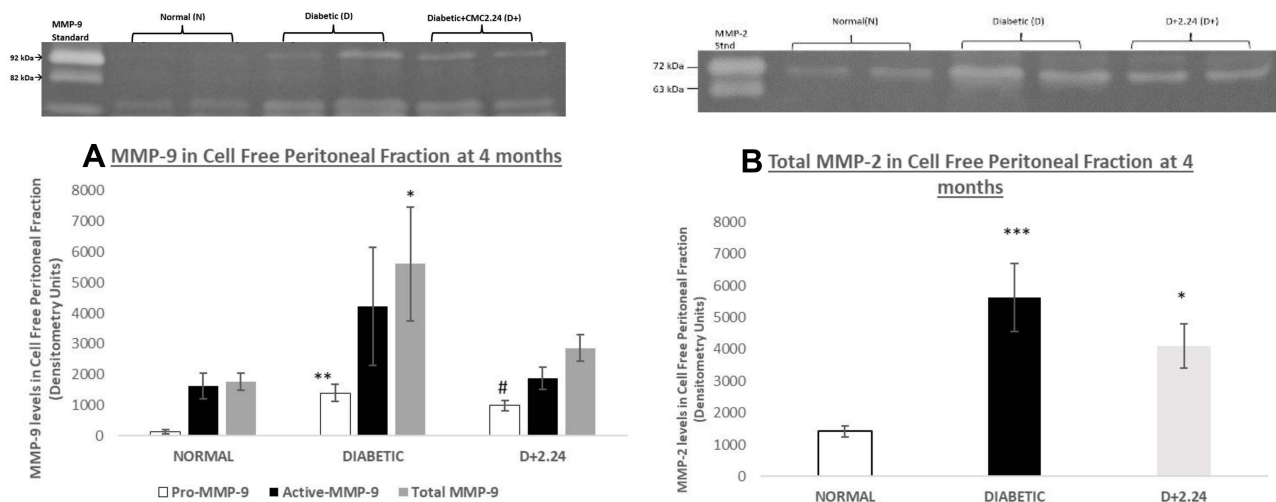 MMP-9
Standard
Normal (N)
Diabetic (D)
Diabetic+CMC2.24 (D+)
92 kDa
82 kDa
A MMP-9 in Cell Free Peritoneal Fraction at 4 months
MMP-9 levels in Cell Free Peritoneal Fraction
(Densitometry Units)
8000
7000
6000
5000
4000
3000
2000
1000
0
**
*
#
NORMAL
DIABETIC
D+2.24
Pro-MMP-9
Active-MMP-9
Total MMP-9
MMP-2
Stnd
Normal(N)
Diabetic (D)
D+2.24 (D+)
72 kDa
63 kDa
B Total MMP-2 in Cell Free Peritoneal Fraction at 4
months
MMP-2 levels in Cell Free Peritoneal Fraction
(Densitometry Units)
8000
7000
6000
5000
4000
3000
2000
1000
0
***
*
NORMAL
DIABETIC
D+2.24